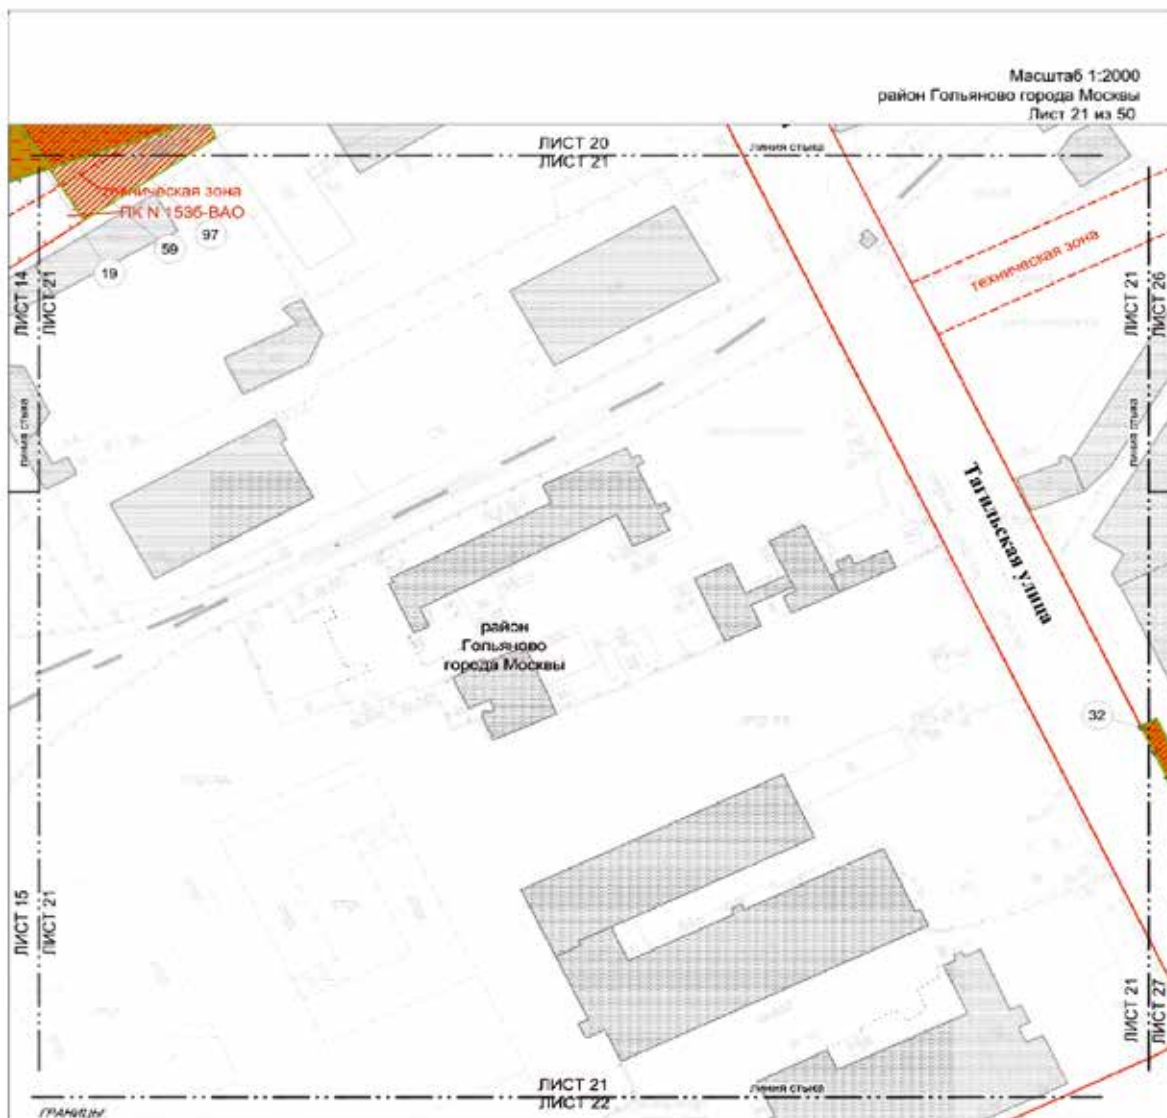 Масштаб 1:2000
район Гольяново города Москвы
Лист 21 из 50
ЛИСТ 20
ЛИСТ 21
линия стыка
техническая зона
ПК N 153б-ВАО
97
59
19
техническая зона
ЛИСТ 14
ЛИСТ 21
ЛИСТ 21
ЛИСТ 26
линия стыка
линия стыка
Тагильская улица
район
Гольяново
города Москвы
32
ЛИСТ 15
ЛИСТ 21
ЛИСТ 21
ЛИСТ 27
ЛИСТ 21
ЛИСТ 22
линия стыка
ГРАНИЦЫ: